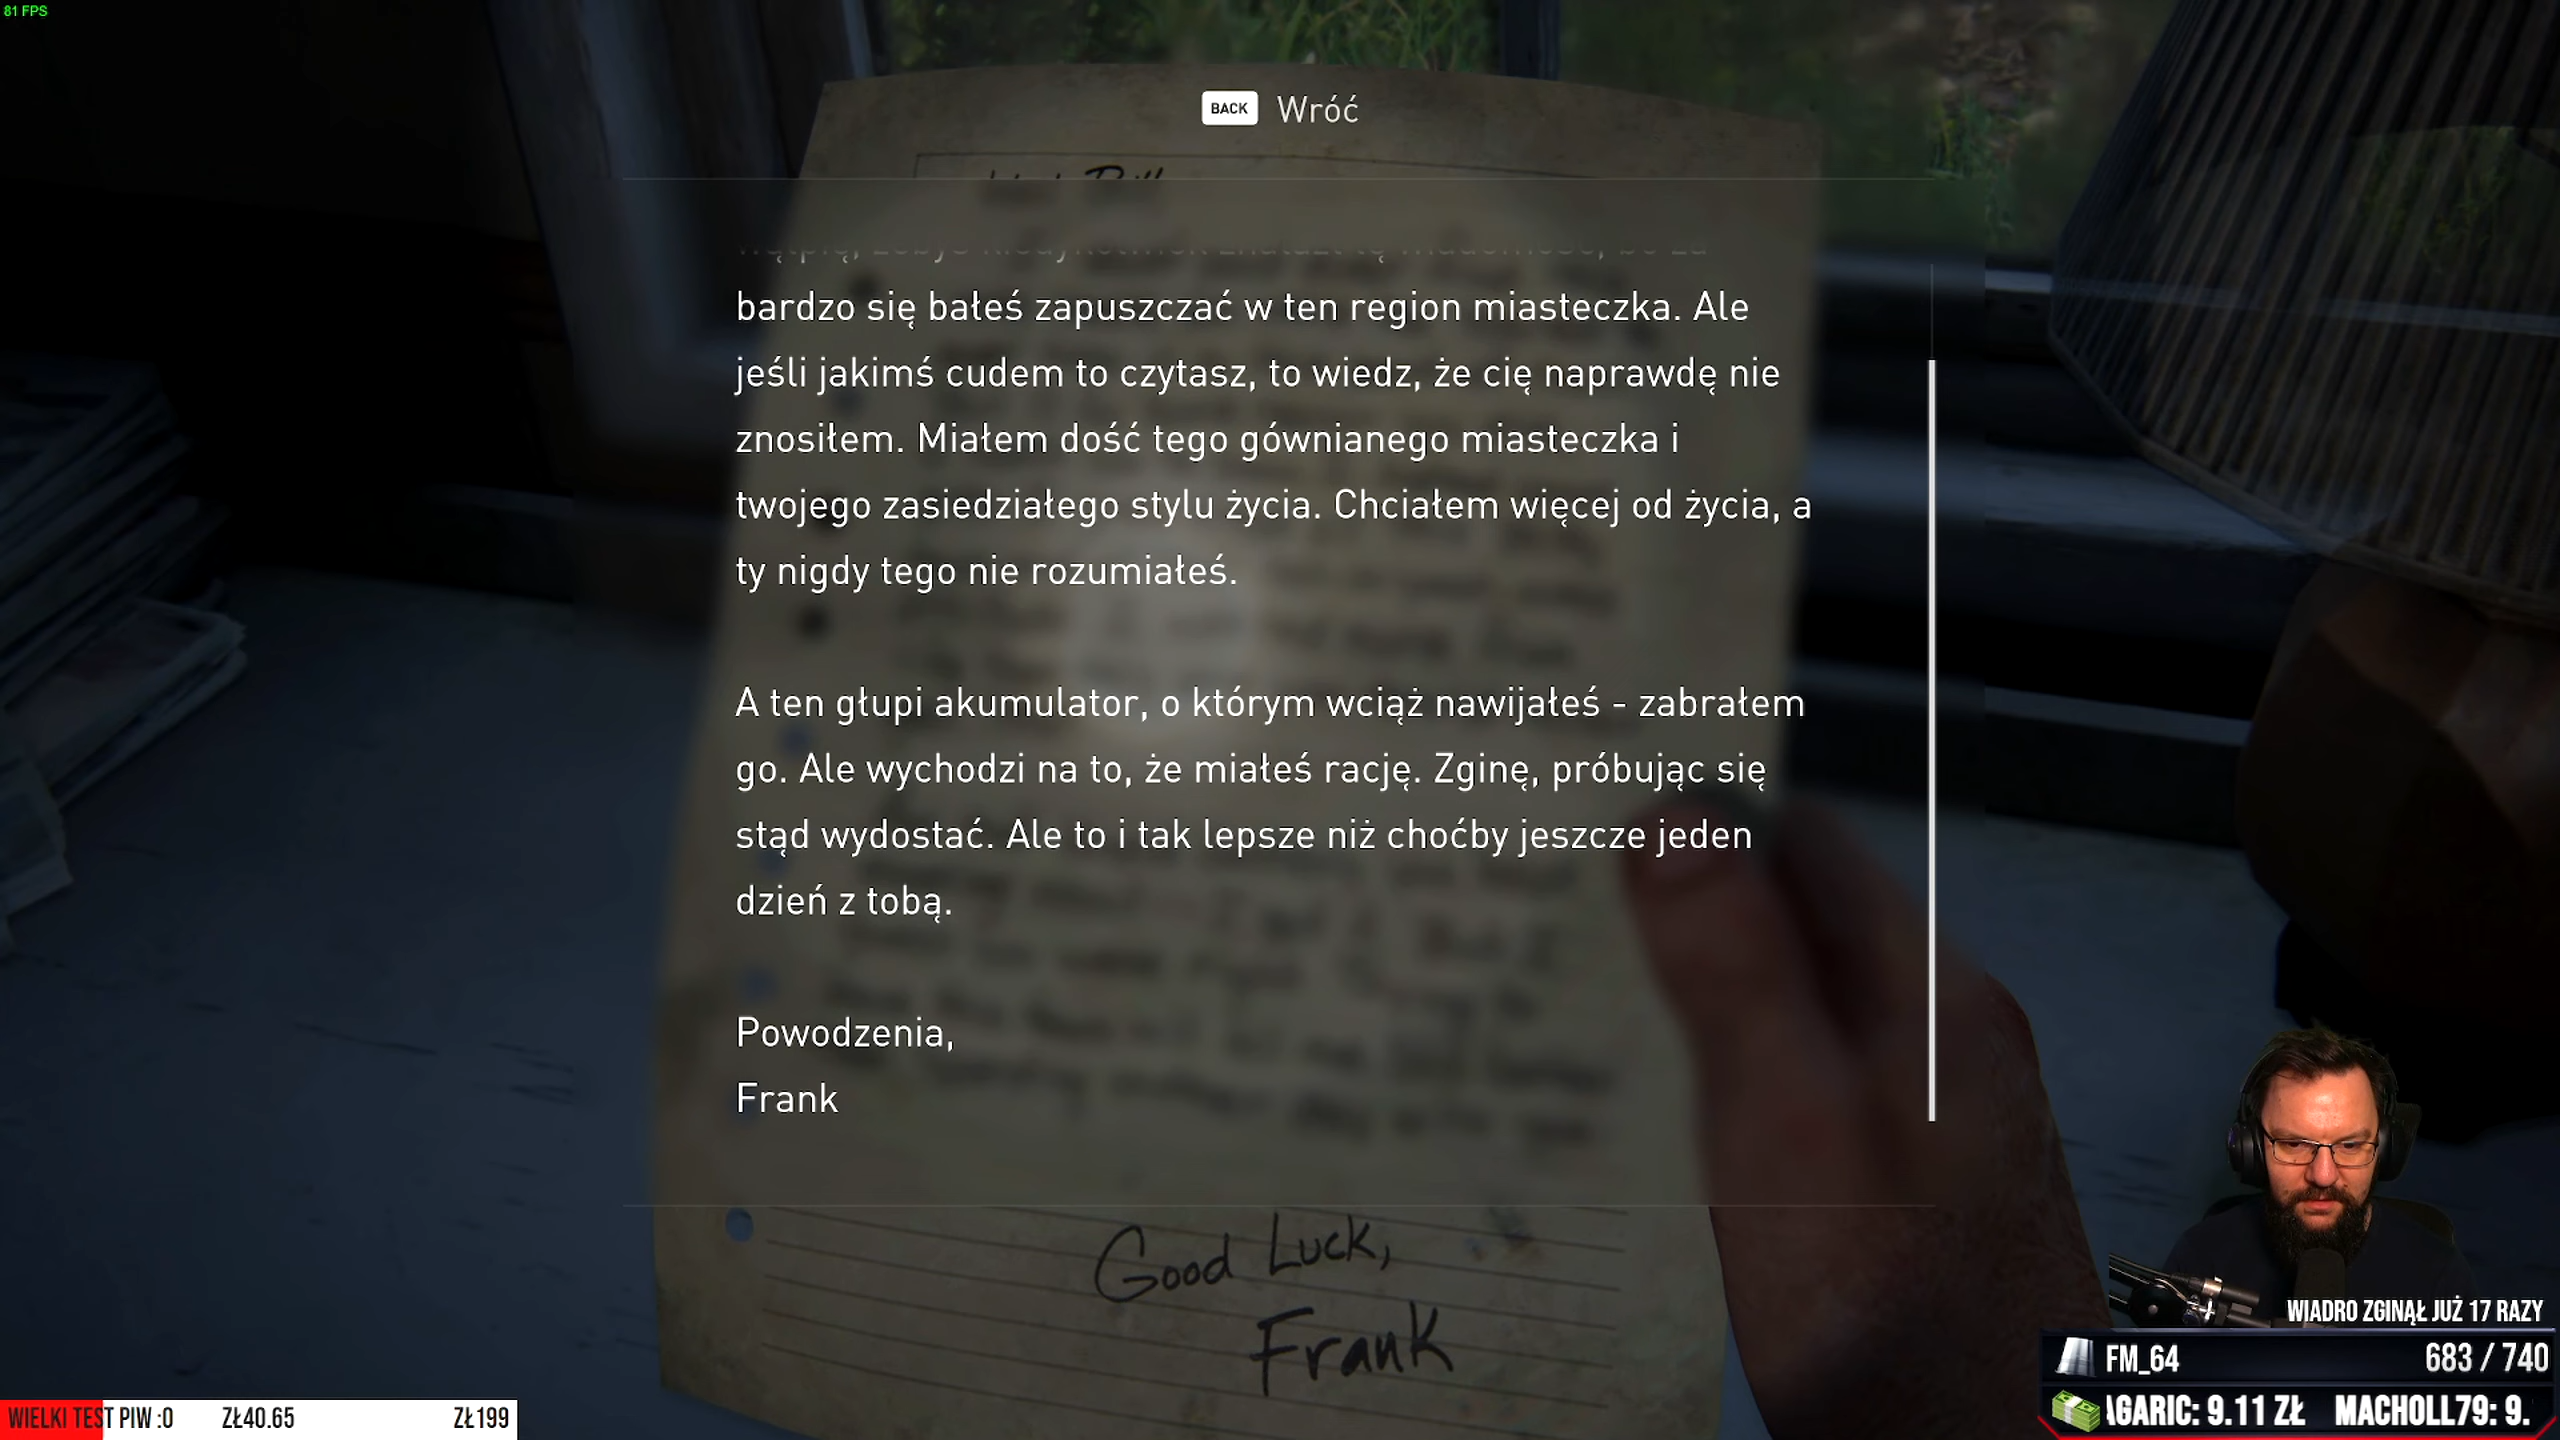 81 FPS
BACK Wróć
bardzo się bałeś zapuszczać w ten region miasteczka. Ale
jeśli jakimś cudem to czytasz, to wiedz, że cię naprawdę nie
znosiłem. Miałem dość tego gównianego miasteczka i
twojego zasiedziałego stylu życia. Chciałem więcej od życia, a
ty nigdy tego nie rozumiałeś.
A ten głupi akumulator, o którym wciąż nawijałeś - zabrałem
go. Ale wychodzi na to, że miałeś rację. Zginę, próbując się
stąd wydostać. Ale to i tak lepsze niż choćby jeszcze jeden
dzień z tobą.
Powodzenia,
Frank
Good Luck,
Frank
WIADRO ZGINĄŁ JUŻ 17 RAZY
FM_64 683 / 740
AGARIC: 9.11 ZŁ MACHOLL79: 9.
WIELKI TEST PIW :0 ZŁ40.65 ZŁ199